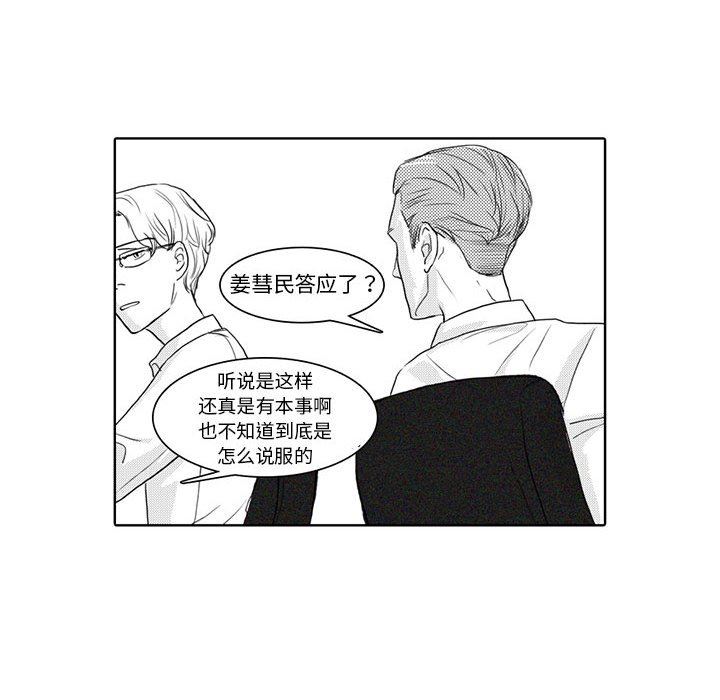 姜彗民答应了？
听说是这样
还真是有本事啊
也不知道到底是
怎么说服的